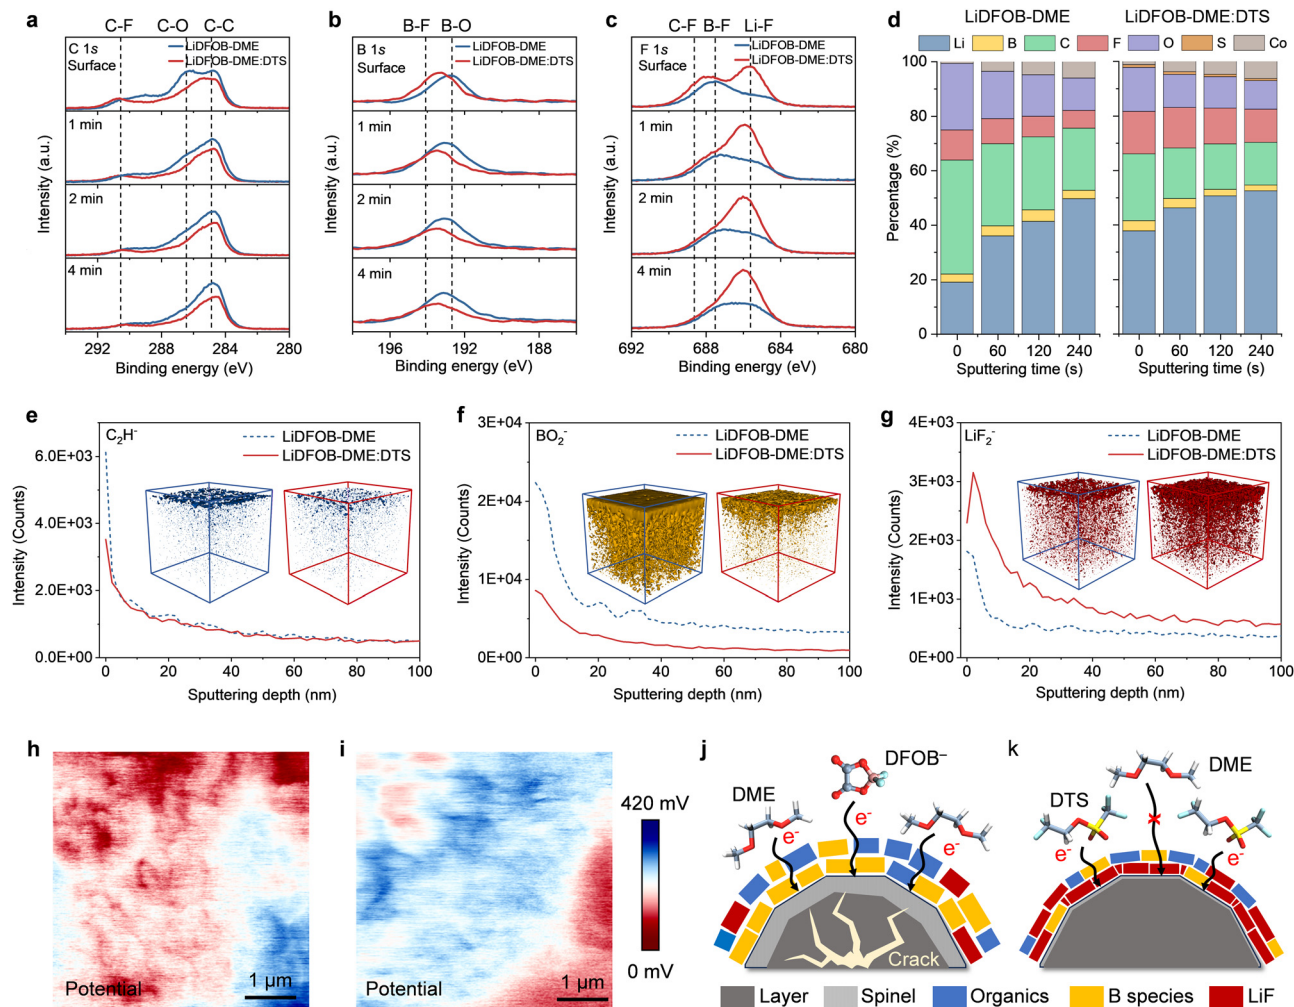 a
C–F
C–O
C–C
C 1s
Surface
LiDFOB-DME
LiDFOB-DME:DTS
1 min
2 min
4 min
Intensity (a.u.)
292
288
284
280
Binding energy (eV)
b
B–F
B–O
B 1s
Surface
LiDFOB-DME
LiDFOB-DME:DTS
1 min
2 min
4 min
Intensity (a.u.)
196
192
188
Binding energy (eV)
c
C–F
B–F
Li–F
F 1s
Surface
LiDFOB-DME
LiDFOB-DME:DTS
1 min
2 min
4 min
Intensity (a.u.)
692
688
684
680
Binding energy (eV)
d
LiDFOB-DME
LiDFOB-DME:DTS
Li
B
C
F
O
S
Co
Percentage (%)
100
80
60
40
20
0
0
60
120
240
0
60
120
240
Sputtering time (s)
Sputtering time (s)
e
C₂H⁻
LiDFOB-DME
LiDFOB-DME:DTS
Intensity (Counts)
6.0E+03
4.0E+03
2.0E+03
0.0E+00
0
20
40
60
80
100
Sputtering depth (nm)
f
BO₂⁻
LiDFOB-DME
LiDFOB-DME:DTS
Intensity (Counts)
3E+04
2E+04
1E+04
0E+00
0
20
40
60
80
100
Sputtering depth (nm)
g
LiF₂⁻
LiDFOB-DME
LiDFOB-DME:DTS
Intensity (Counts)
4E+03
3E+03
2E+03
1E+03
0E+00
0
20
40
60
80
100
Sputtering depth (nm)
h
Potential
1 μm
i
Potential
1 μm
420 mV
0 mV
j
DFOB⁻
DME
e⁻
e⁻
e⁻
Crack
k
DME
DTS
e⁻
e⁻
Layer
Spinel
Organics
B species
LiF